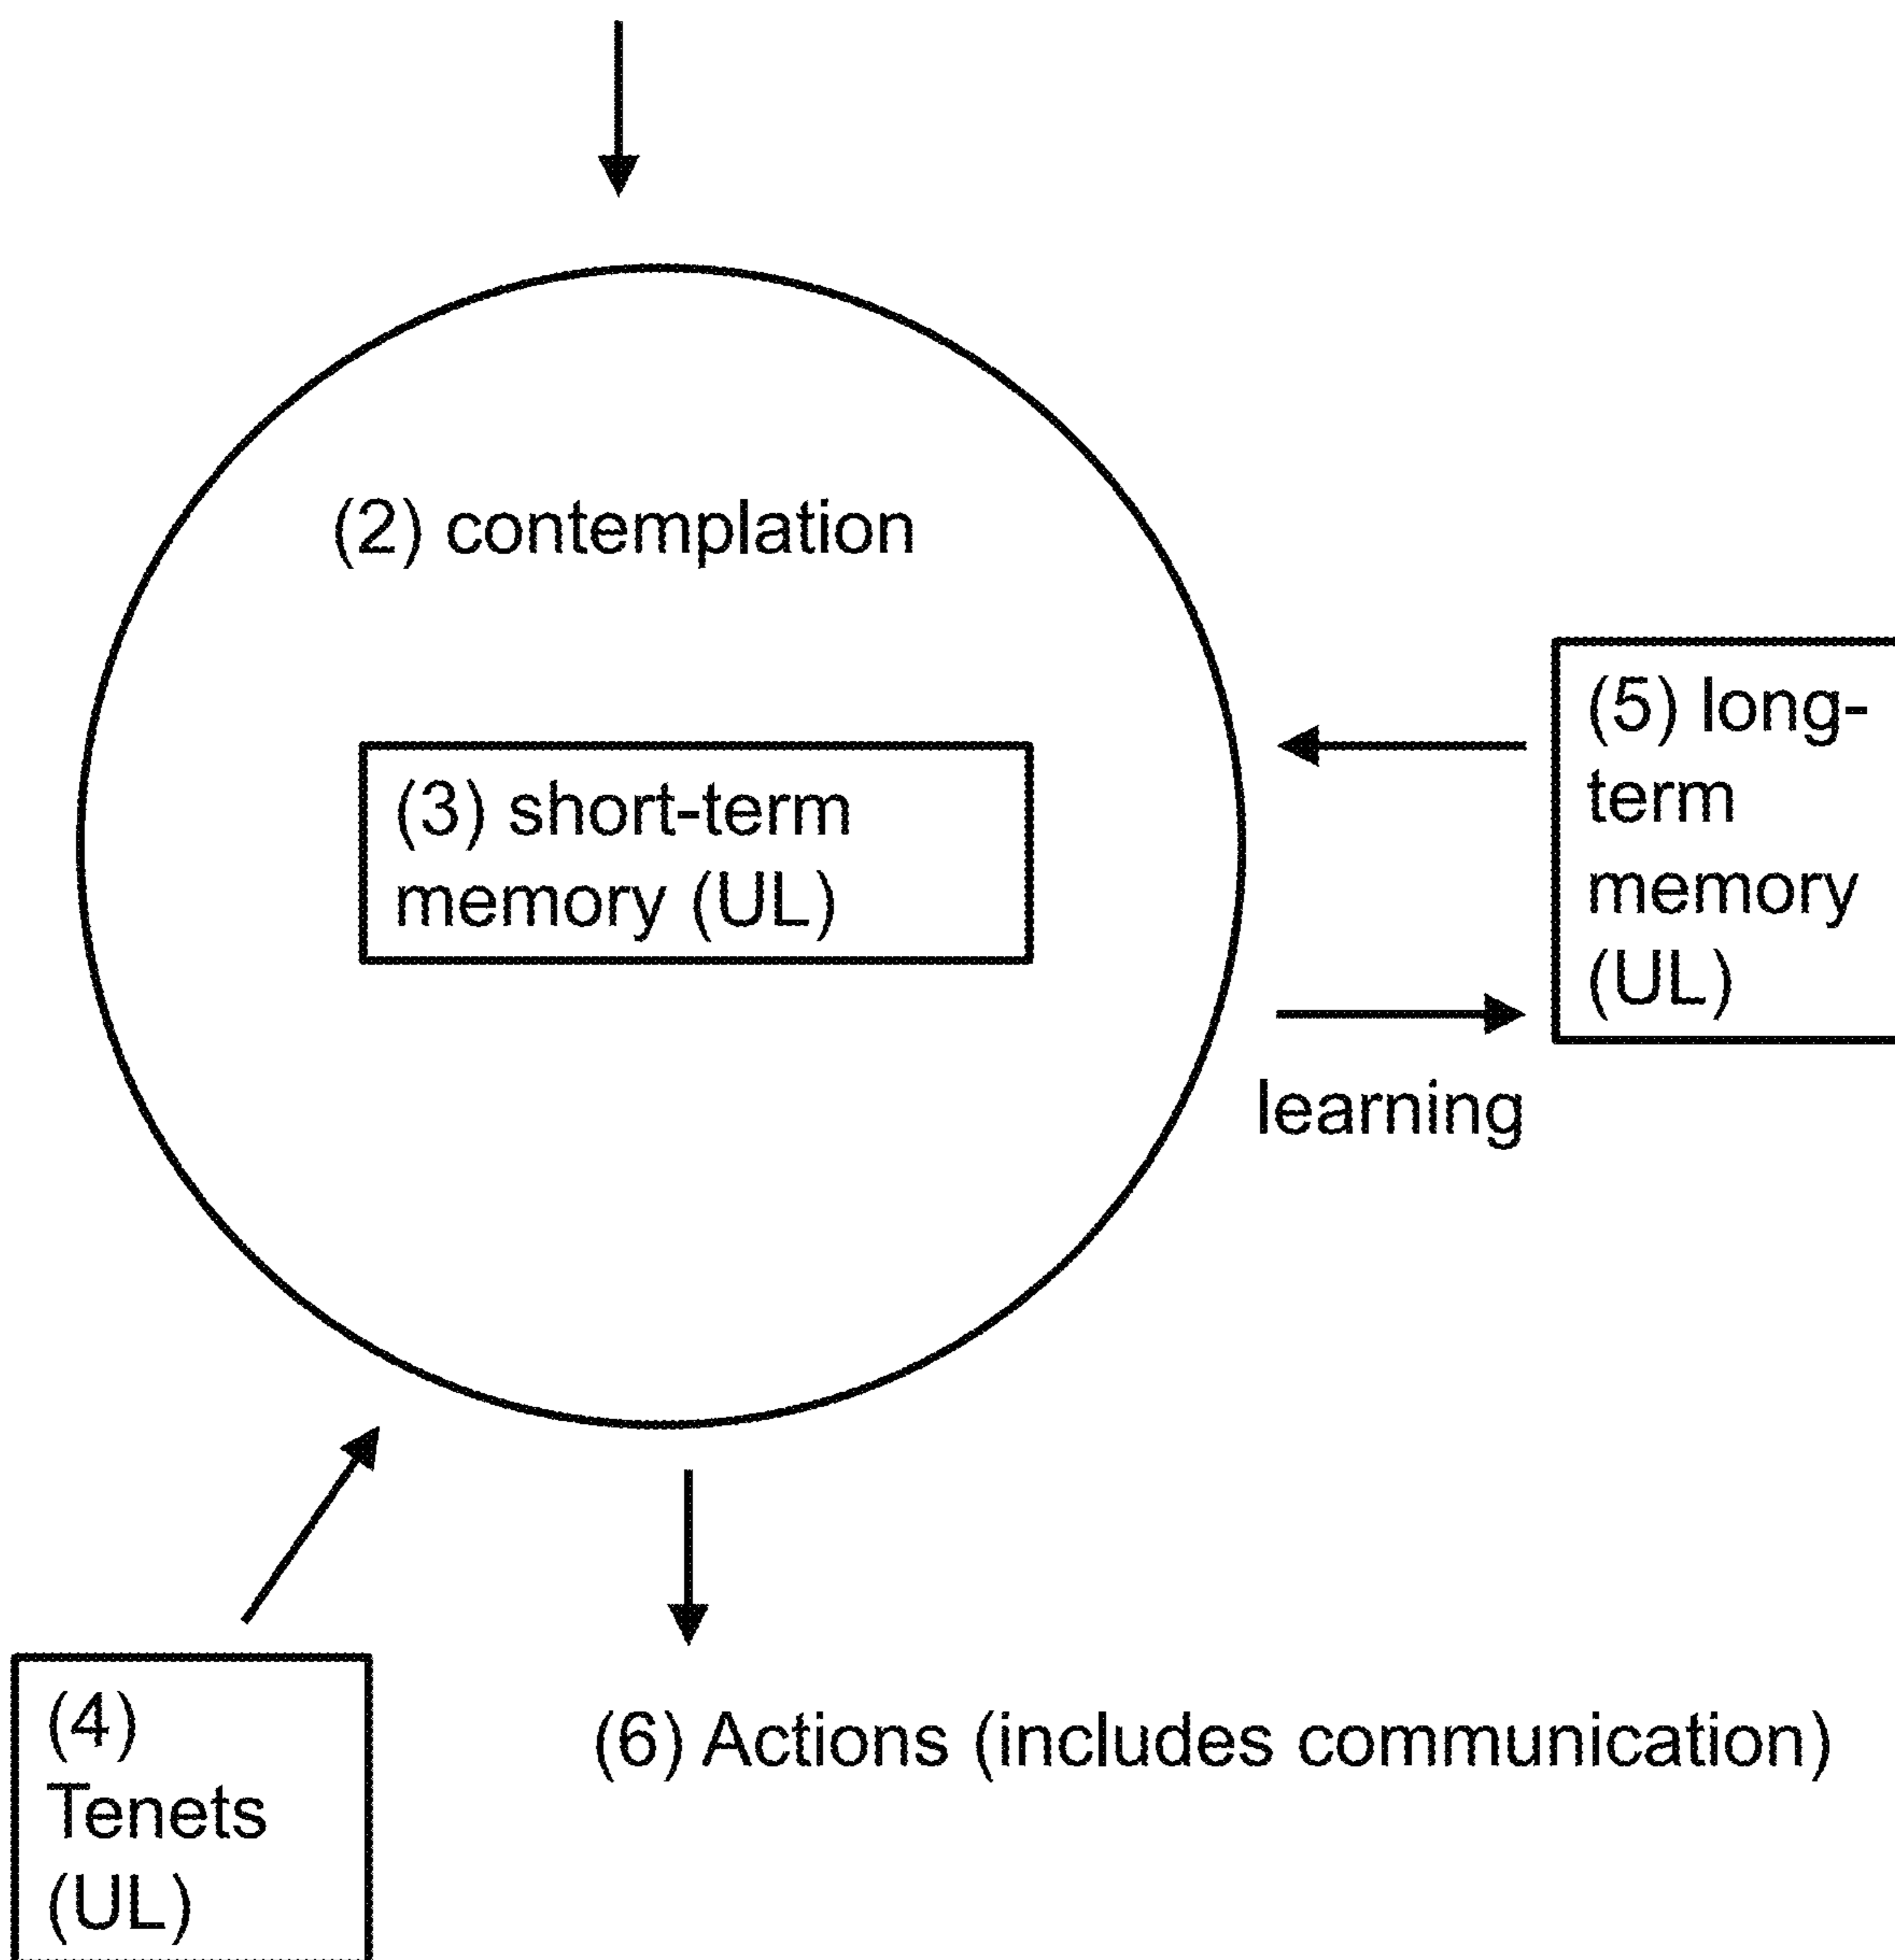 (2) contemplation
(3) short-term
memory (UL)
(5) long-
term
memory
(UL)
learning
(4)
Tenets
(UL)
(6) Actions (includes communication)